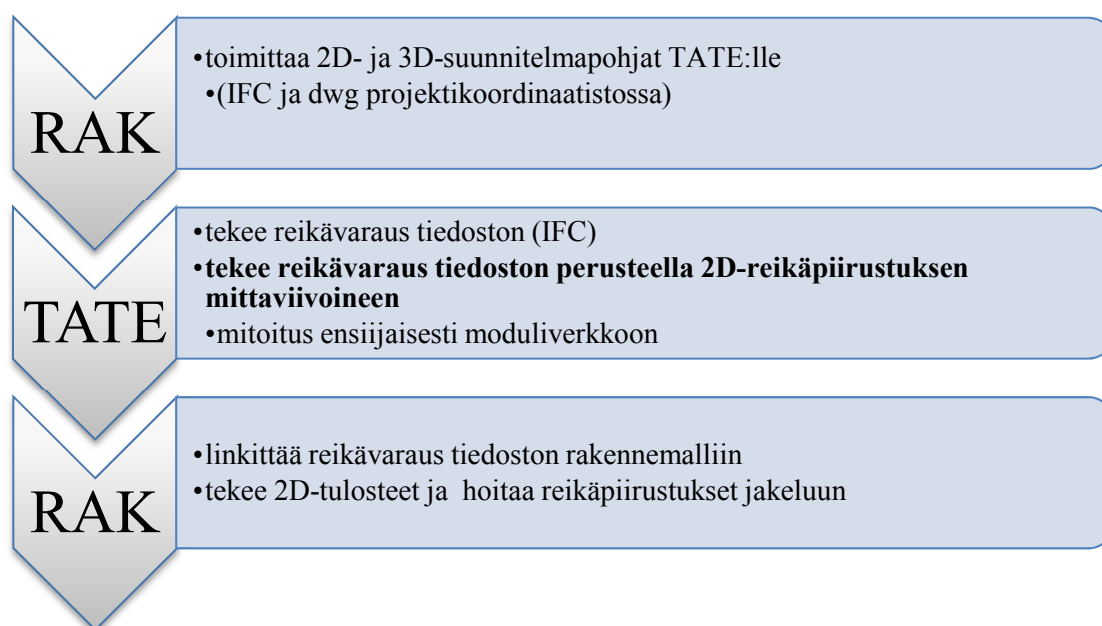 RAK
•toimittaa 2D- ja 3D-suunnitelmapohjat TATE:lle
•(IFC ja dwg projektikoordinaatistossa)
TATE
•tekee reikävaraus tiedoston (IFC)
•tekee reikävaraus tiedoston perusteella 2D-reikäpiirustuksen
mittaviivoineen
•mitoitus ensiijaisesti moduliverkkoon
RAK
•linkittää reikävaraus tiedoston rakennemalliin
•tekee 2D-tulosteet ja hoitaa reikäpiirustukset jakeluun